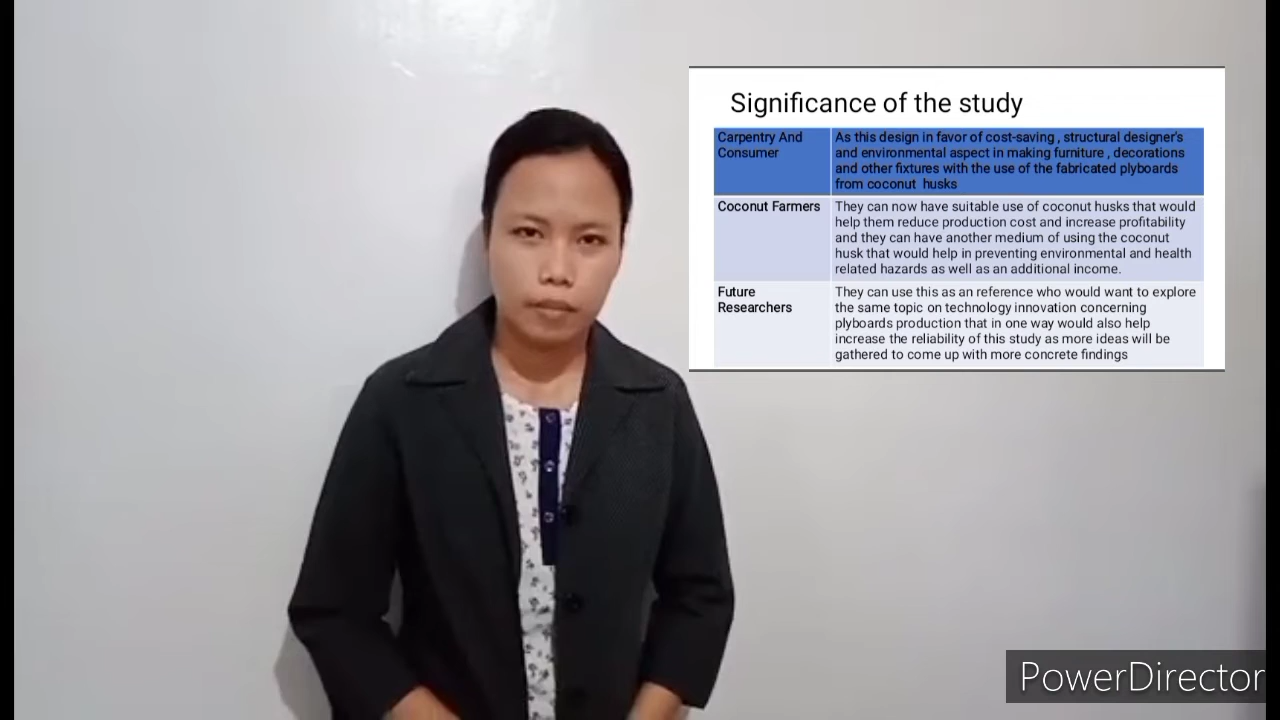 Significance of the study
Carpentry And
Consumer
As this design in favor of cost-saving , structural designer's
and environmental aspect in making furniture , decorations
and other fixtures with the use of the fabricated plyboards
from coconut husks
Coconut Farmers
They can now have suitable use of coconut husks that would
help them reduce production cost and increase profitability
and they can have another medium of using the coconut
husk that would help in preventing environmental and health
related hazards as well as an additional income.
Future
Researchers
They can use this as an reference who would want to explore
the same topic on technology innovation concerning
plyboards production that in one way would also help
increase the reliability of this study as more ideas will be
gathered to come up with more concrete findings
PowerDirector